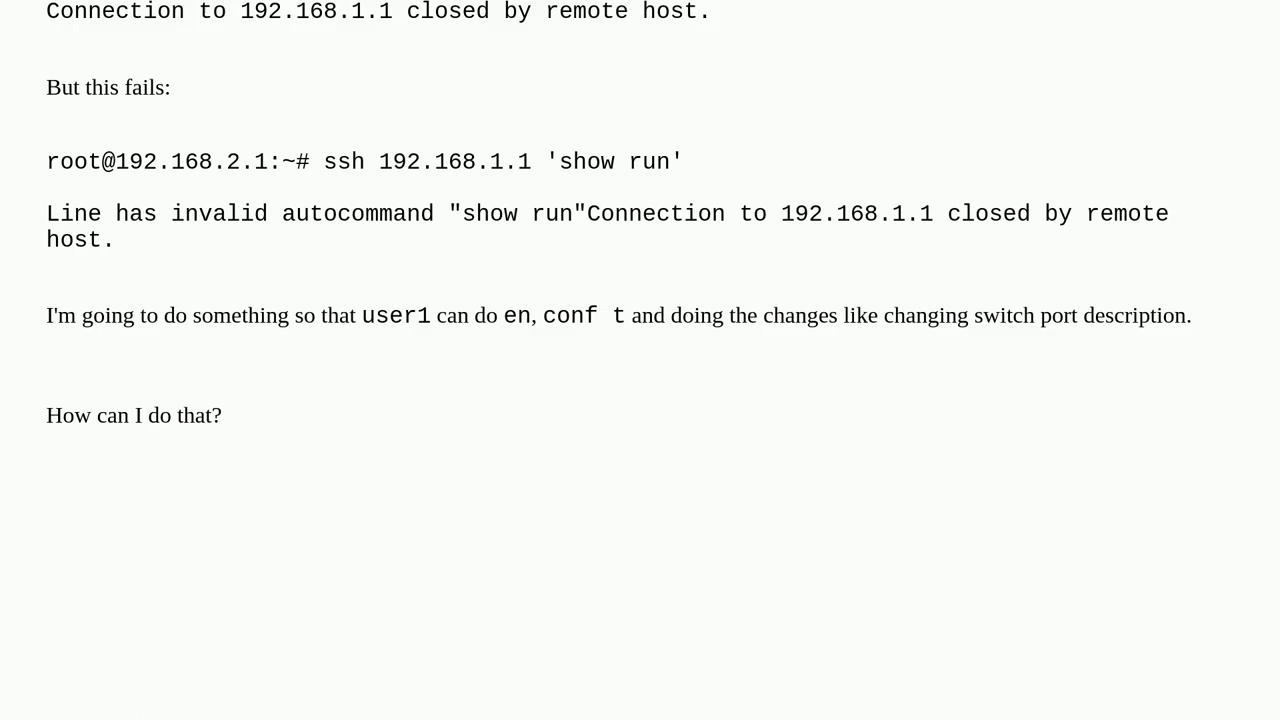 Connection to 192.168.1.1 closed by remote host.
But this fails:
root@192.168.2.1:~# ssh 192.168.1.1 'show run'
Line has invalid autocommand "show run"Connection to 192.168.1.1 closed by remote
host.
I'm going to do something so that user1 can do en, conf t and doing the changes like changing switch port description.
How can I do that?